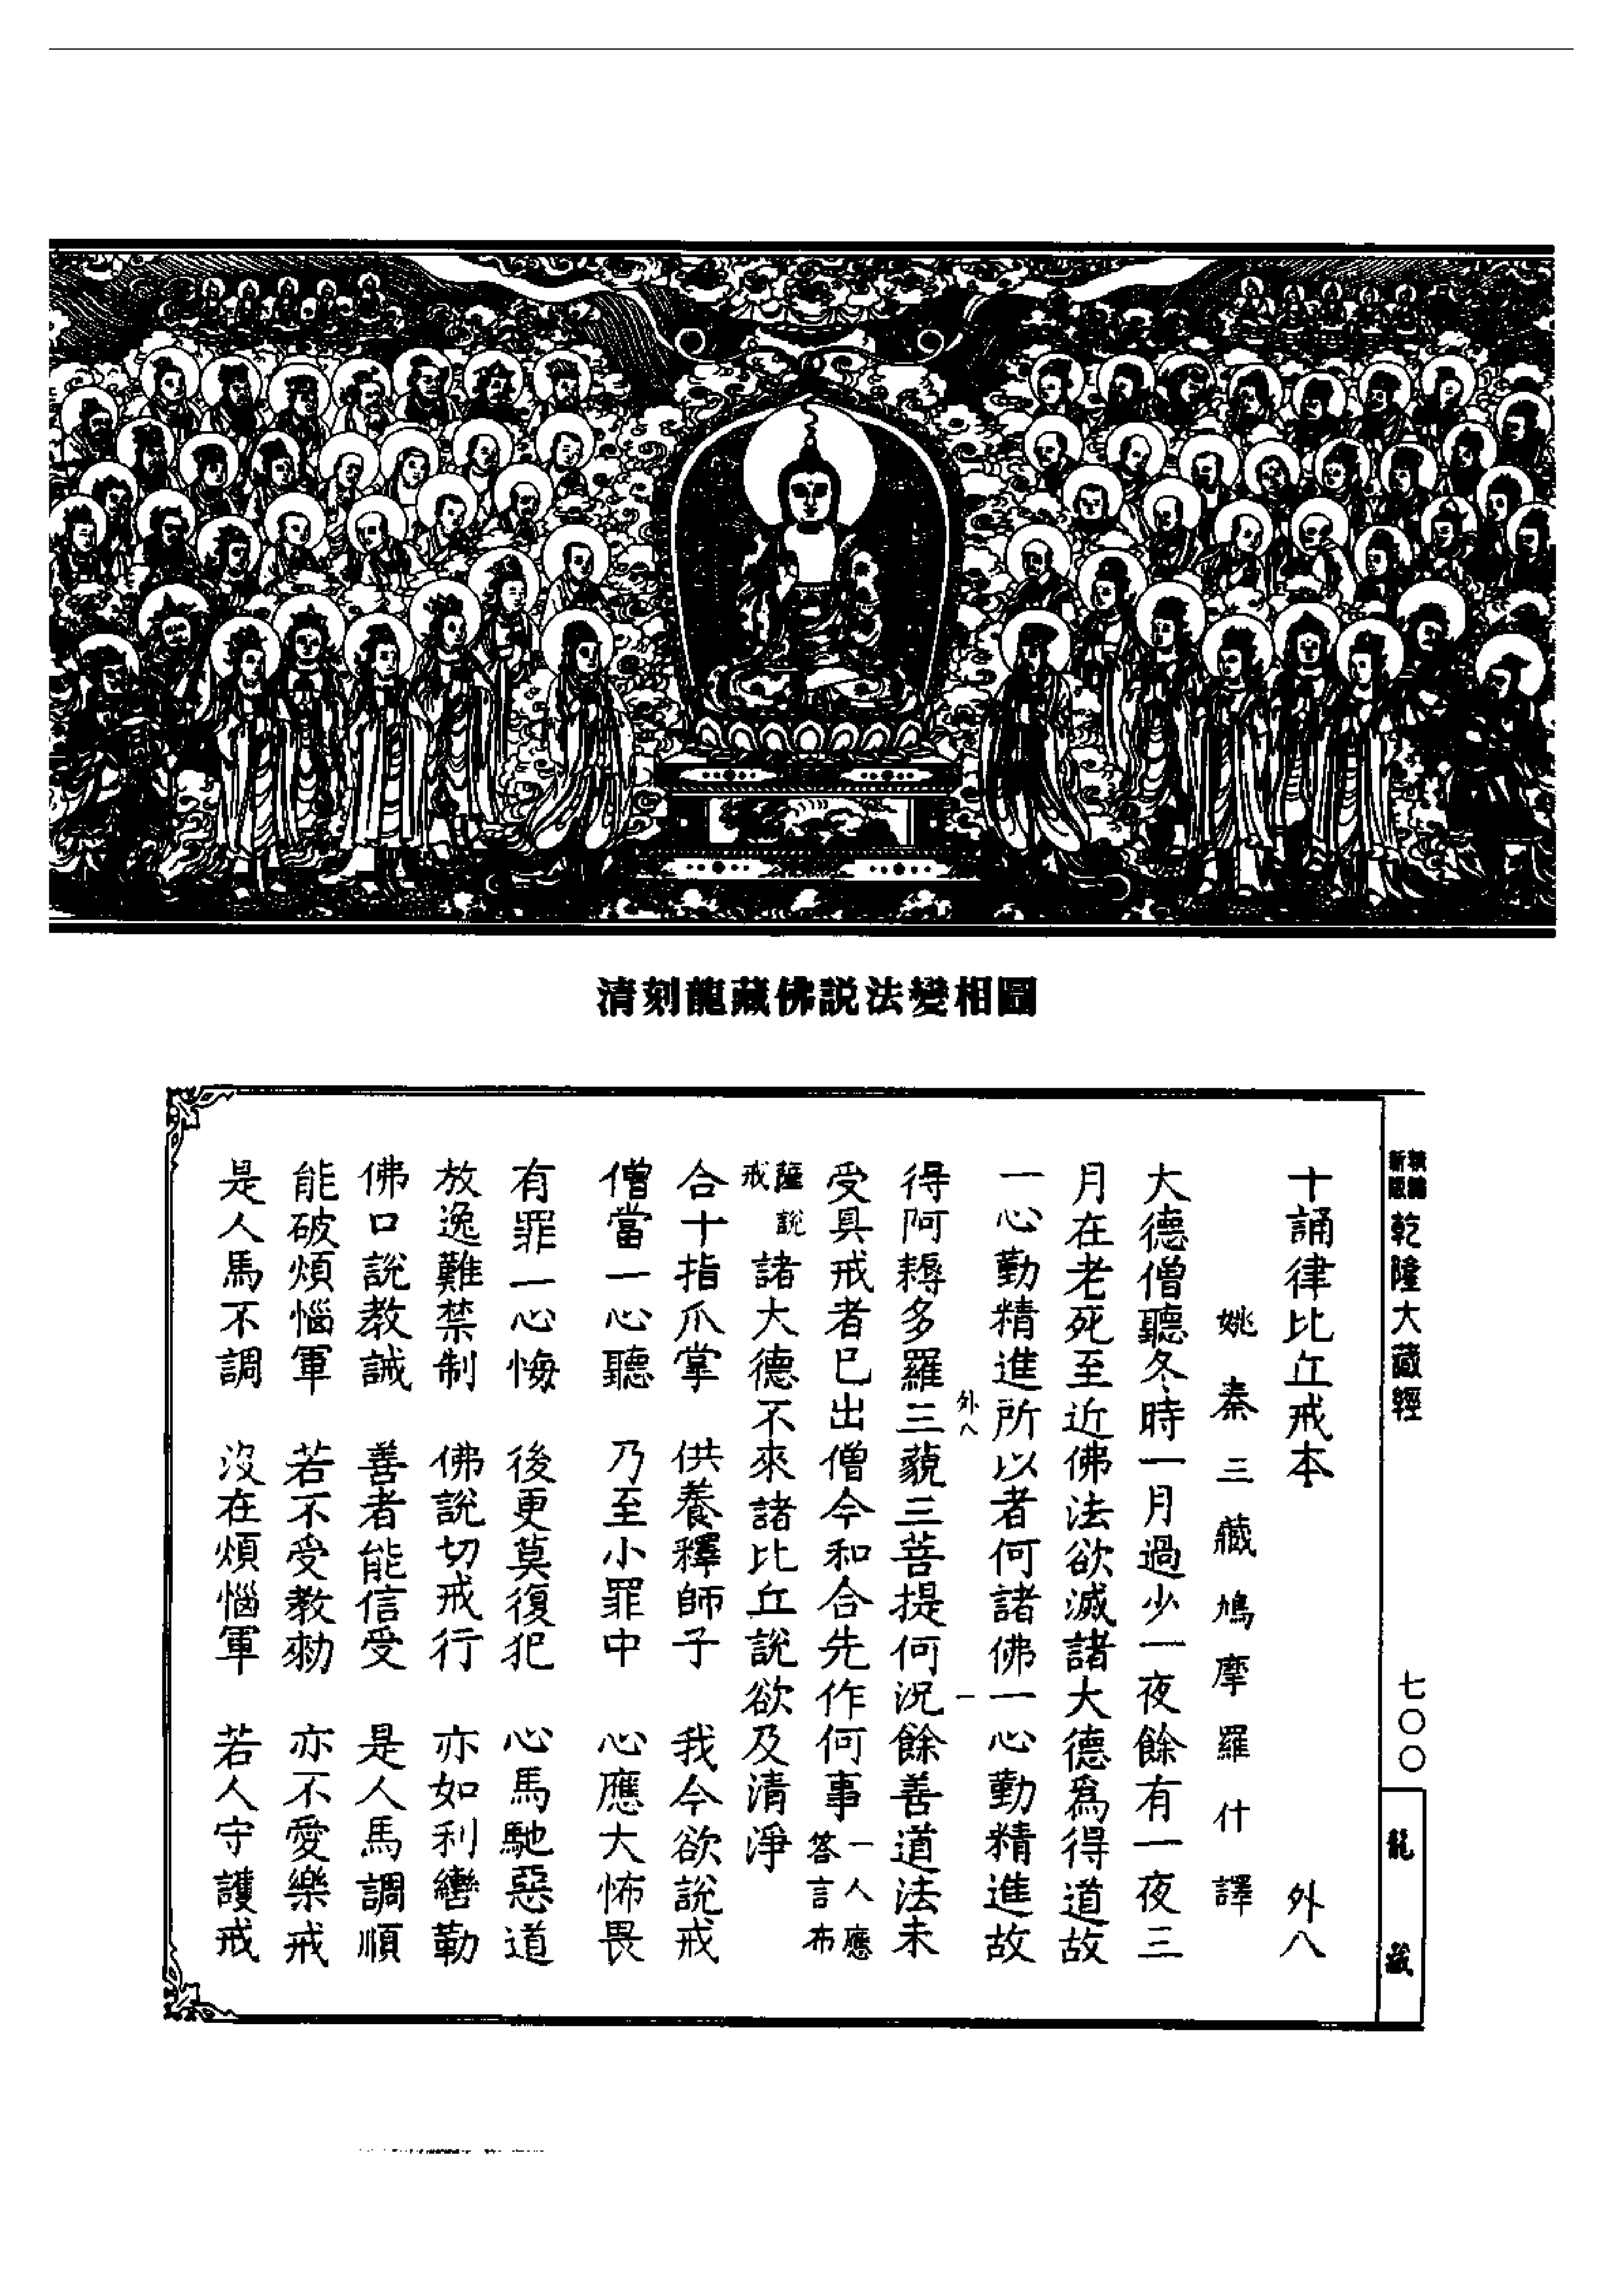 清刻龍藏佛説法變相圖
新編
新版
乾隆大藏經
七〇〇
龍藏
十誦律比丘戒本 外八
姚秦三藏鳩摩羅什譯
大德僧聽冬時一月過少一夜餘有一夜三
月在老死至近佛法欲滅諸大德爲得道故
一心勤精進所以者何諸佛一心勤精進故
外八 一
得阿耨多羅三藐三菩提何況餘善道法未
受具戒者已出僧今和合先作何事一人應答言布
薩說戒諸大德不來諸比丘說欲及清淨
合十指爪掌 供養釋師子 我今欲說戒
僧當一心聽 乃至小罪中 心應大怖畏
有罪一心悔 後更莫復犯 心馬馳惡道
放逸難禁制 佛說切戒行 亦如利轡勒
佛口說教誡 善者能信受 是人馬調順
能破煩惱軍 若不受教勑 亦不愛樂戒
是人馬不調 沒在煩惱軍 若人守護戒